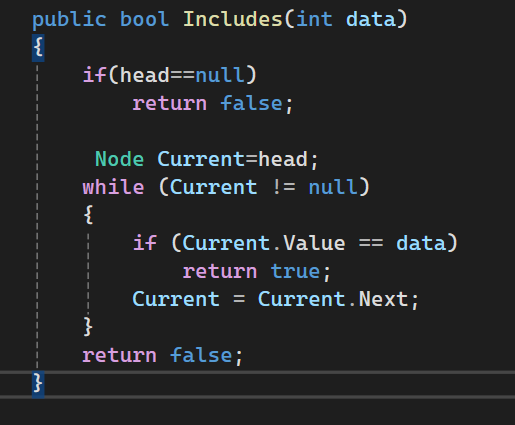 public bool Includes(int data)
{
if(head==null)
return false;
Node Current=head;
while (Current != null)
{
if (Current.Value == data)
return true;
Current = Current.Next;
}
return false;
}